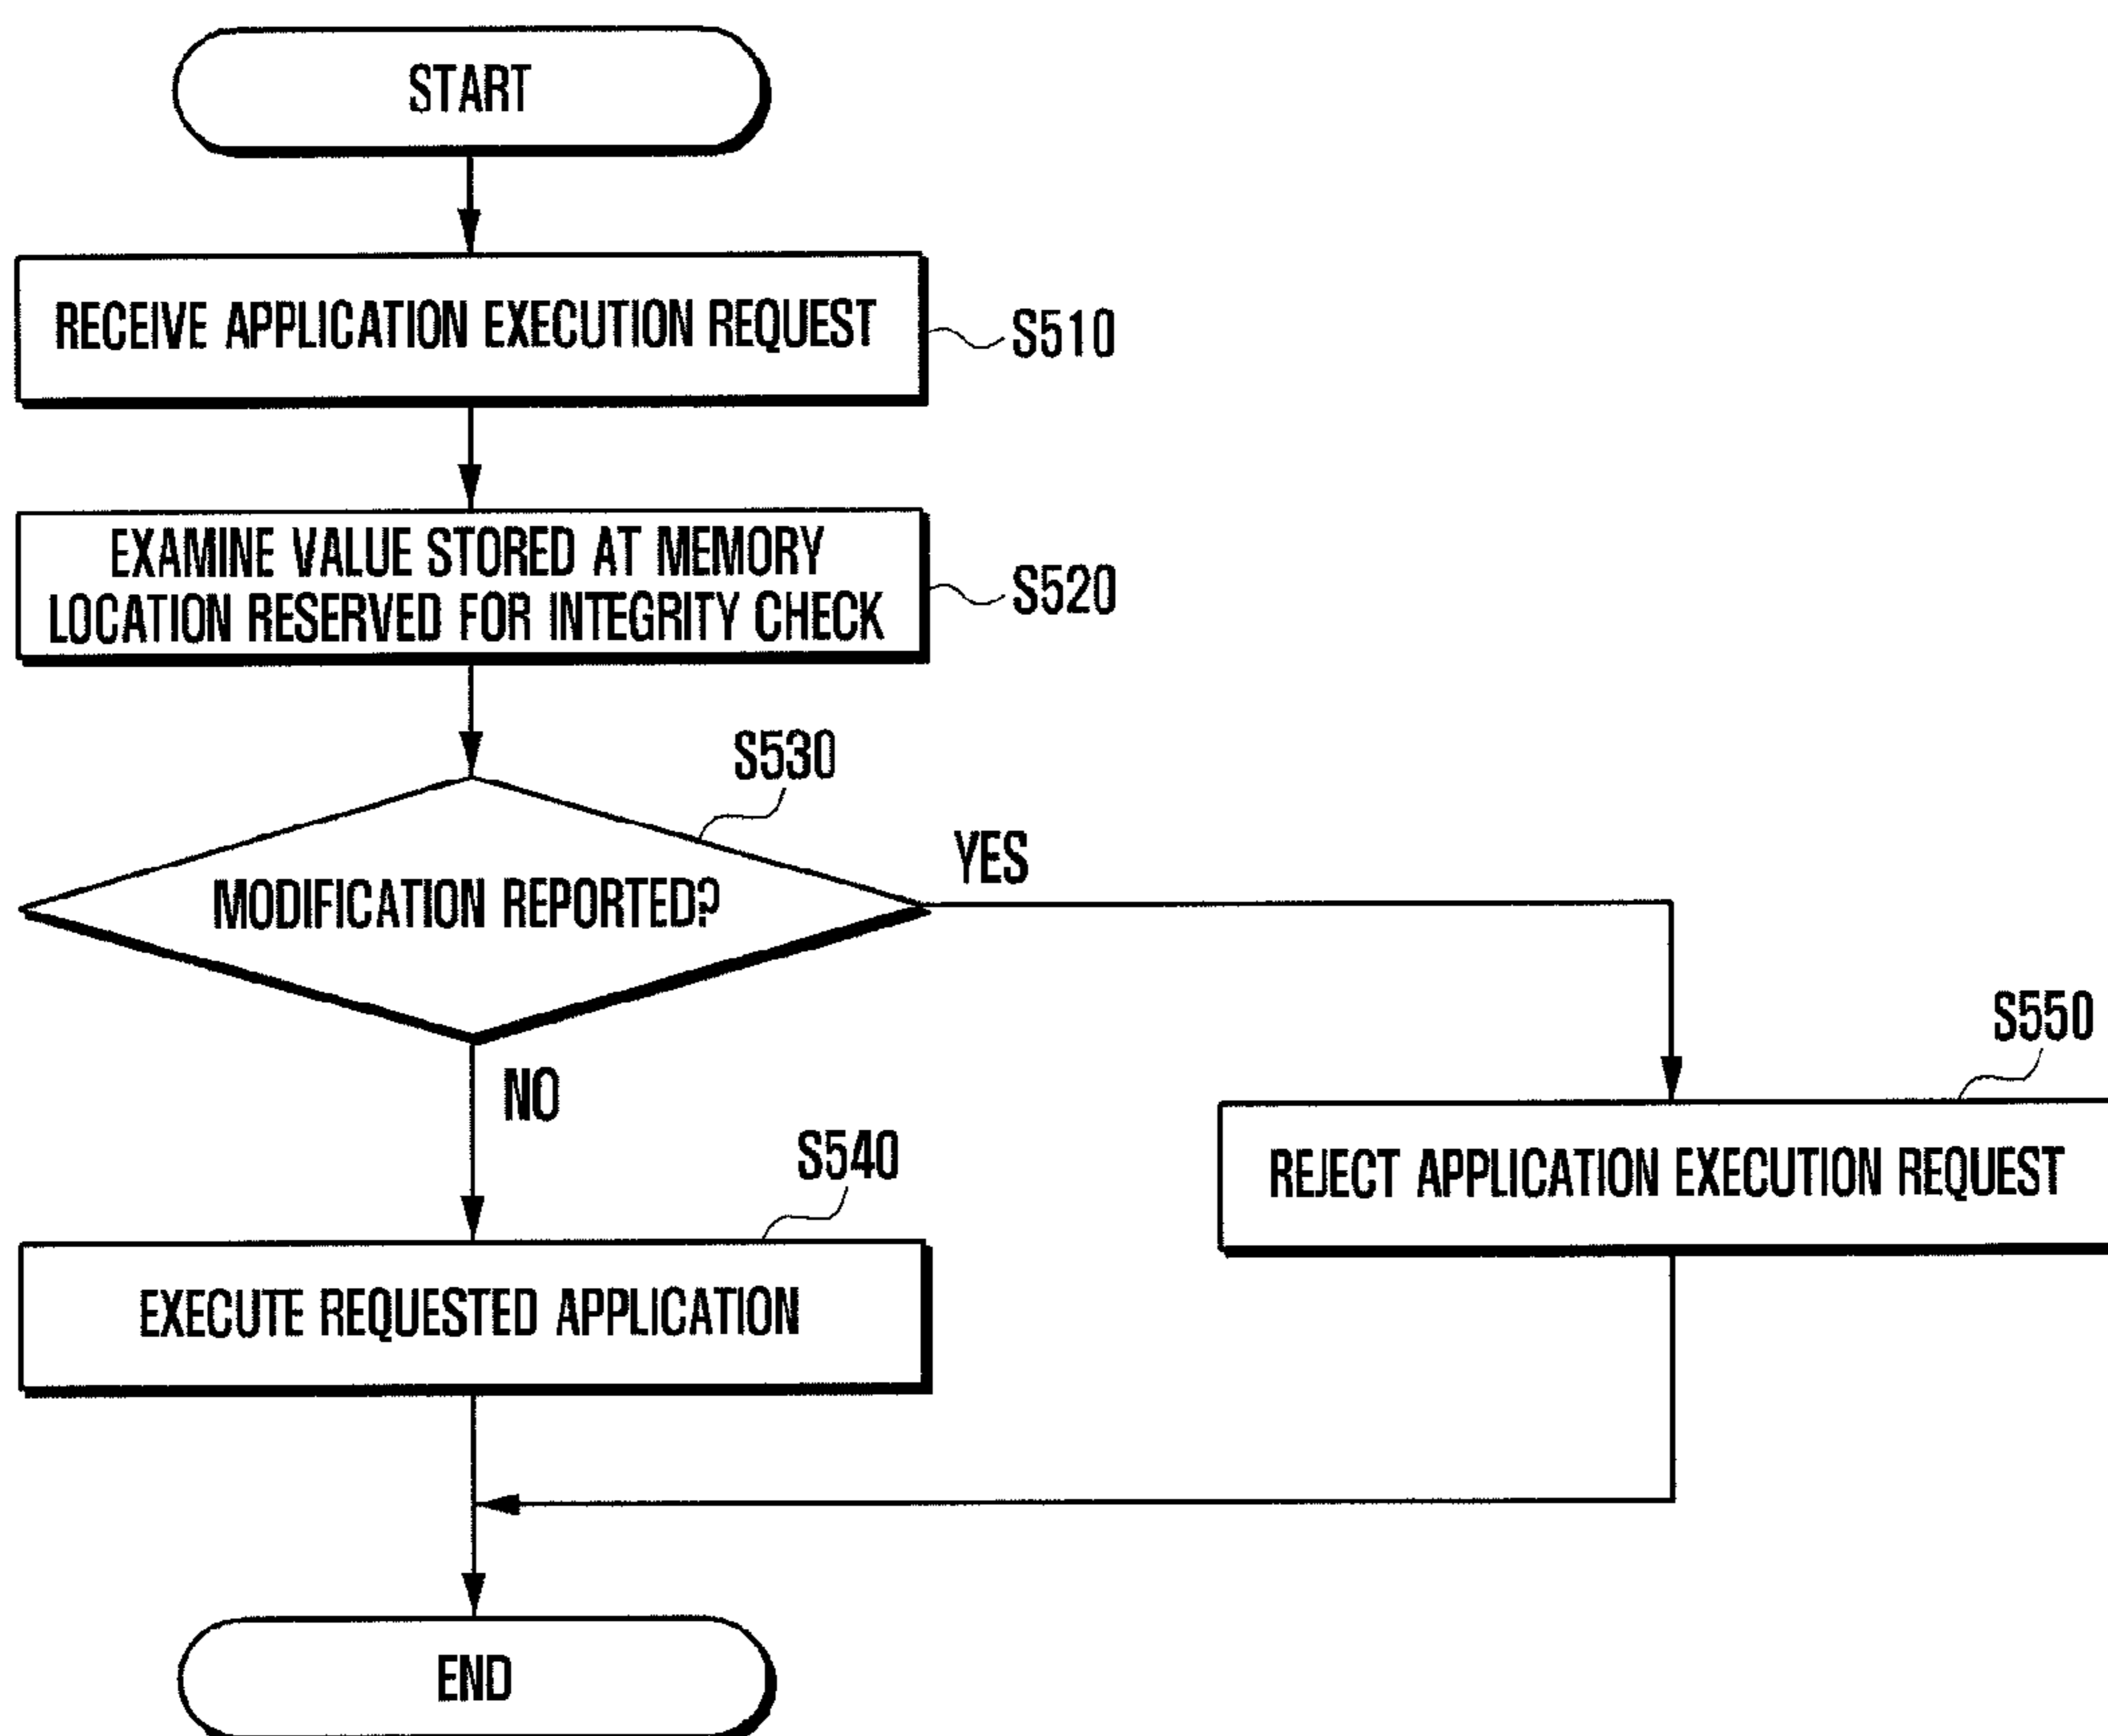 START
RECEIVE APPLICATION EXECUTION REQUEST
S510
EXAMINE VALUE STORED AT MEMORY
LOCATION RESERVED FOR INTEGRITY CHECK
S520
S530
MODIFICATION REPORTED?
YES
NO
S540
EXECUTE REQUESTED APPLICATION
S550
REJECT APPLICATION EXECUTION REQUEST
END